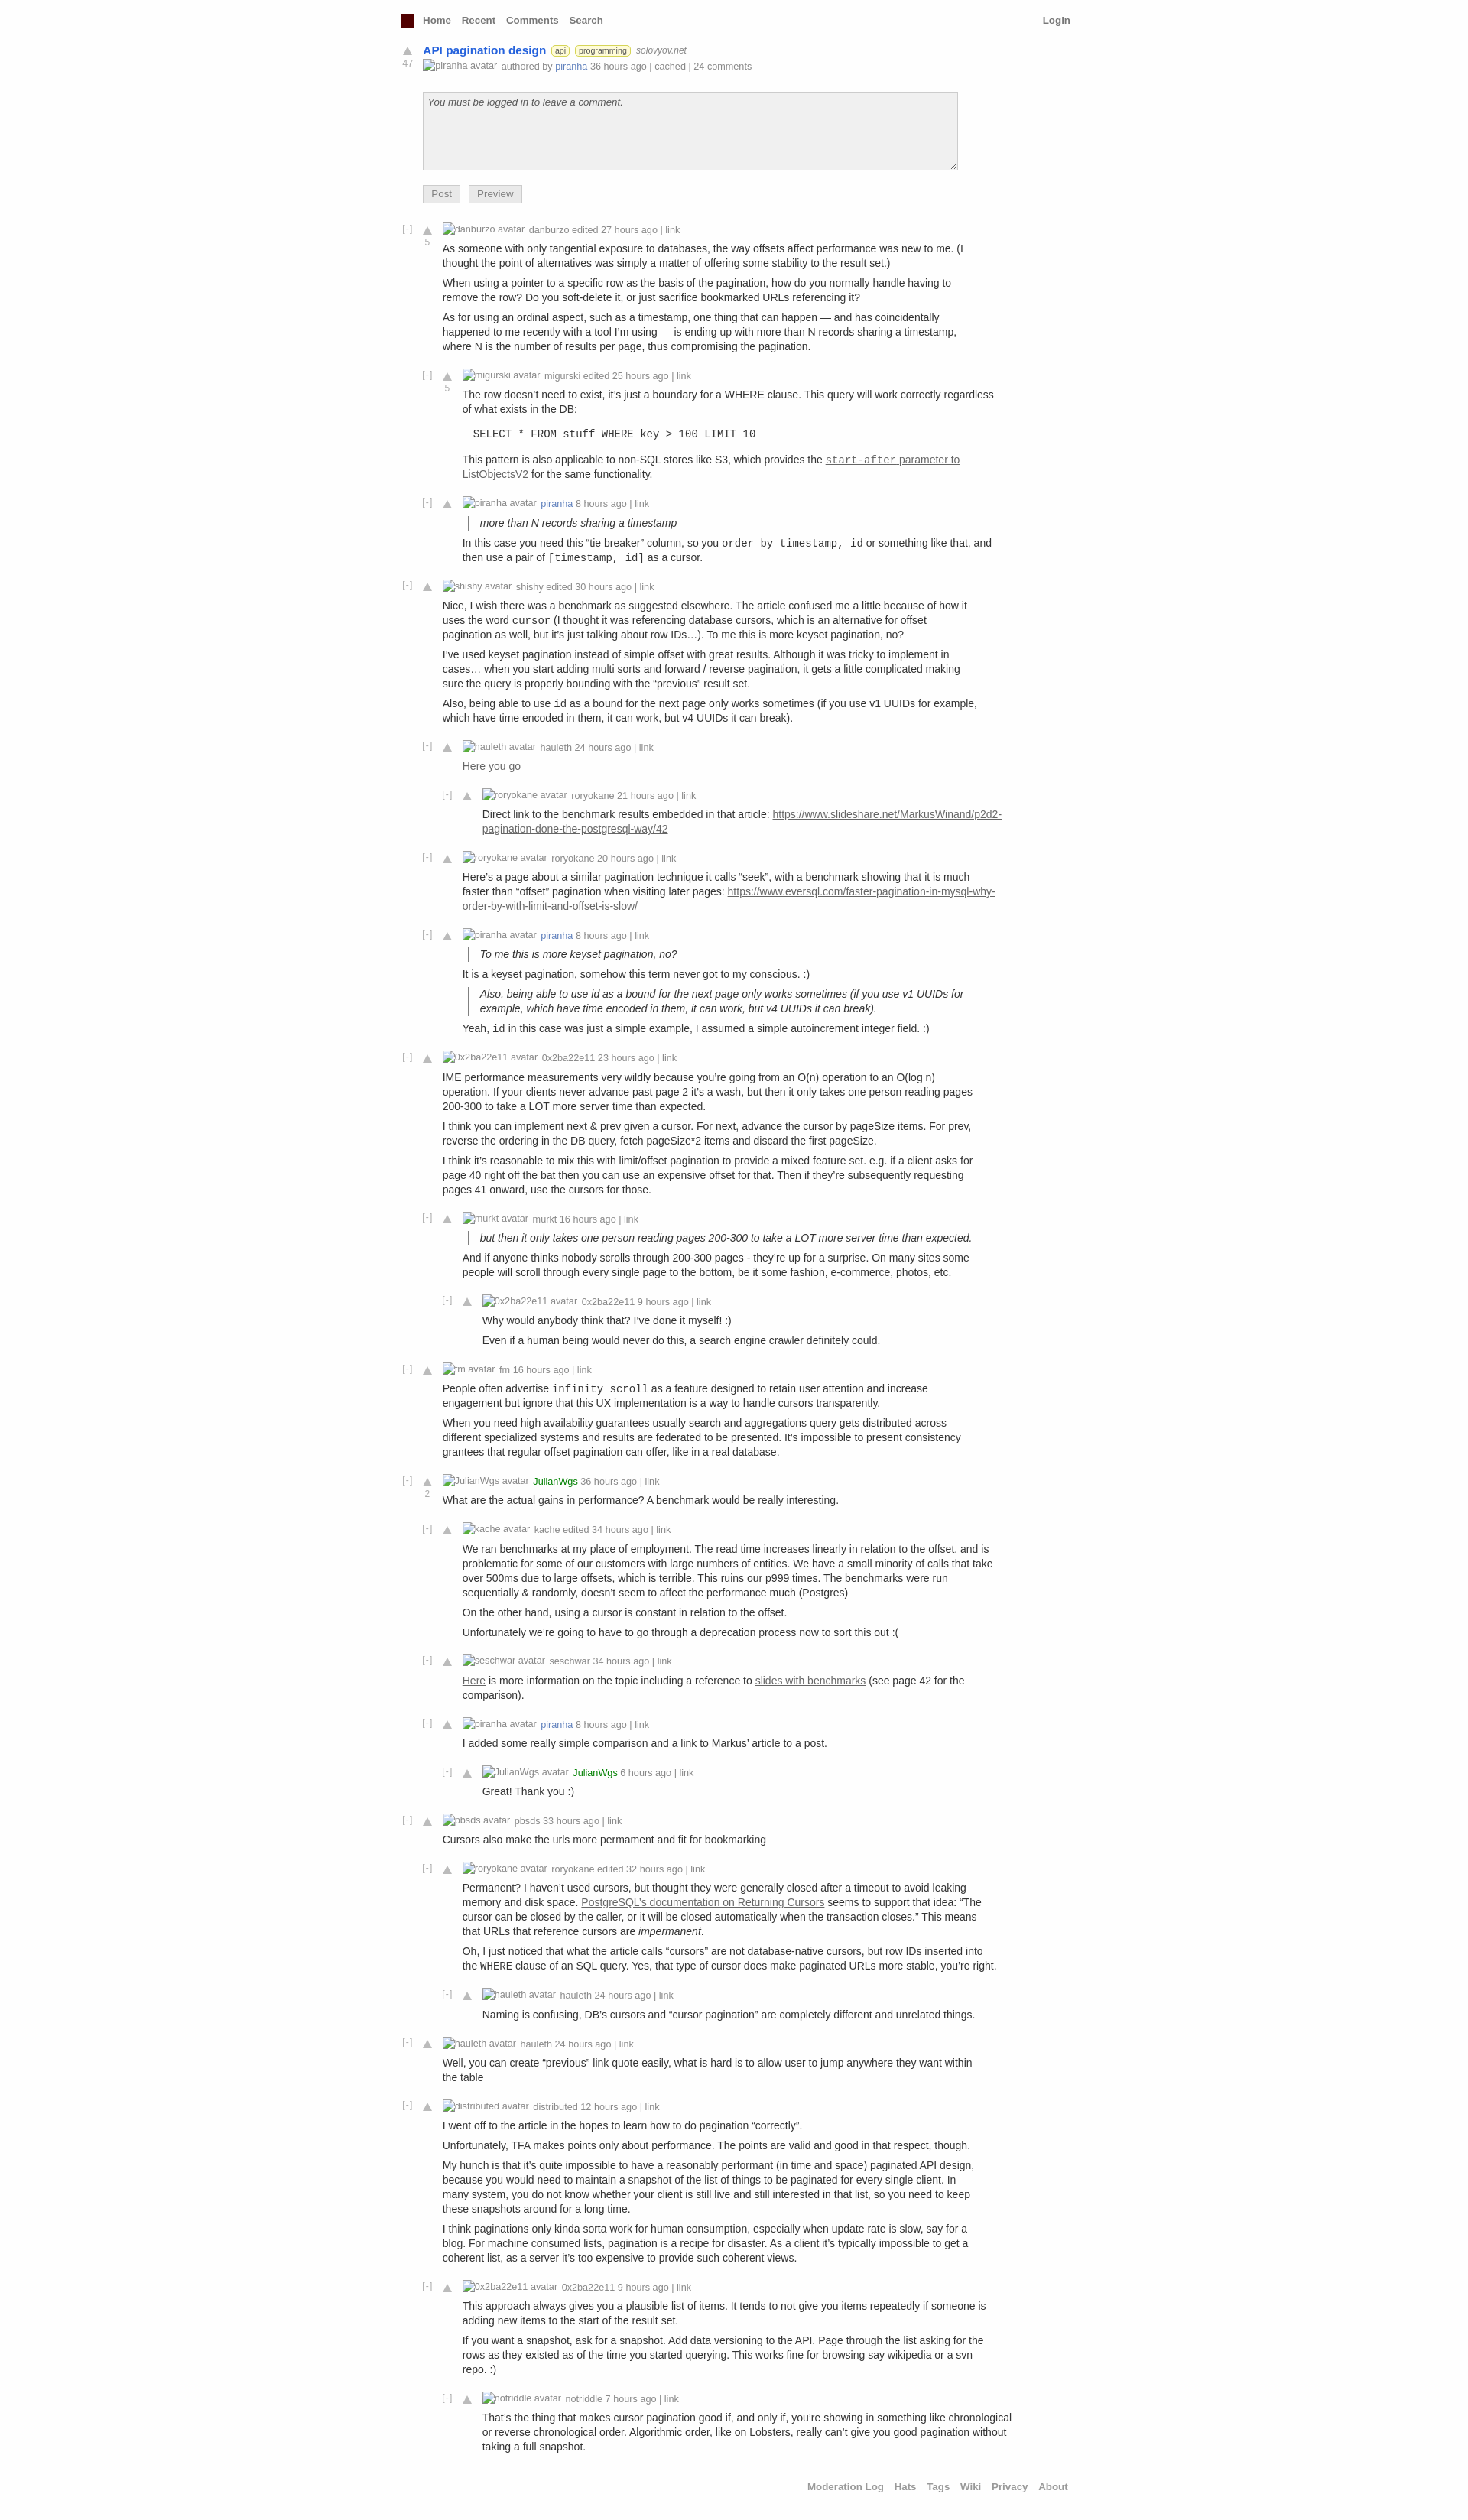 Home Recent Comments Search Login
API pagination design api programming solovyov.net
47
piranha avatar authored by piranha 36 hours ago | cached | 24 comments
You must be logged in to leave a comment.
Post Preview
[-] danburzo avatar danburzo edited 27 hours ago | link
5
As someone with only tangential exposure to databases, the way offsets affect performance was new to me. (I
thought the point of alternatives was simply a matter of offering some stability to the result set.)
When using a pointer to a specific row as the basis of the pagination, how do you normally handle having to
remove the row? Do you soft-delete it, or just sacrifice bookmarked URLs referencing it?
As for using an ordinal aspect, such as a timestamp, one thing that can happen — and has coincidentally
happened to me recently with a tool I’m using — is ending up with more than N records sharing a timestamp,
where N is the number of results per page, thus compromising the pagination.
[-] migurski avatar migurski edited 25 hours ago | link
5
The row doesn’t need to exist, it’s just a boundary for a WHERE clause. This query will work correctly regardless
of what exists in the DB:
SELECT * FROM stuff WHERE key > 100 LIMIT 10
This pattern is also applicable to non-SQL stores like S3, which provides the start-after parameter to
ListObjectsV2 for the same functionality.
[-] piranha avatar piranha 8 hours ago | link
more than N records sharing a timestamp
In this case you need this “tie breaker” column, so you order by timestamp, id or something like that, and
then use a pair of [timestamp, id] as a cursor.
[-] shishy avatar shishy edited 30 hours ago | link
Nice, I wish there was a benchmark as suggested elsewhere. The article confused me a little because of how it
uses the word cursor (I thought it was referencing database cursors, which is an alternative for offset
pagination as well, but it’s just talking about row IDs…). To me this is more keyset pagination, no?
I’ve used keyset pagination instead of simple offset with great results. Although it was tricky to implement in
cases… when you start adding multi sorts and forward / reverse pagination, it gets a little complicated making
sure the query is properly bounding with the “previous” result set.
Also, being able to use id as a bound for the next page only works sometimes (if you use v1 UUIDs for example,
which have time encoded in them, it can work, but v4 UUIDs it can break).
[-] hauleth avatar hauleth 24 hours ago | link
Here you go
[-] roryokane avatar roryokane 21 hours ago | link
Direct link to the benchmark results embedded in that article: https://www.slideshare.net/MarkusWinand/p2d2-
pagination-done-the-postgresql-way/42
[-] roryokane avatar roryokane 20 hours ago | link
Here’s a page about a similar pagination technique it calls “seek”, with a benchmark showing that it is much
faster than “offset” pagination when visiting later pages: https://www.eversql.com/faster-pagination-in-mysql-why-
order-by-with-limit-and-offset-is-slow/
[-] piranha avatar piranha 8 hours ago | link
To me this is more keyset pagination, no?
It is a keyset pagination, somehow this term never got to my conscious. :)
Also, being able to use id as a bound for the next page only works sometimes (if you use v1 UUIDs for
example, which have time encoded in them, it can work, but v4 UUIDs it can break).
Yeah, id in this case was just a simple example, I assumed a simple autoincrement integer field. :)
[-] 0x2ba22e11 avatar 0x2ba22e11 23 hours ago | link
IME performance measurements very wildly because you’re going from an O(n) operation to an O(log n)
operation. If your clients never advance past page 2 it’s a wash, but then it only takes one person reading pages
200-300 to take a LOT more server time than expected.
I think you can implement next & prev given a cursor. For next, advance the cursor by pageSize items. For prev,
reverse the ordering in the DB query, fetch pageSize*2 items and discard the first pageSize.
I think it’s reasonable to mix this with limit/offset pagination to provide a mixed feature set. e.g. if a client asks for
page 40 right off the bat then you can use an expensive offset for that. Then if they’re subsequently requesting
pages 41 onward, use the cursors for those.
[-] murkt avatar murkt 16 hours ago | link
but then it only takes one person reading pages 200-300 to take a LOT more server time than expected.
And if anyone thinks nobody scrolls through 200-300 pages - they’re up for a surprise. On many sites some
people will scroll through every single page to the bottom, be it some fashion, e-commerce, photos, etc.
[-] 0x2ba22e11 avatar 0x2ba22e11 9 hours ago | link
Why would anybody think that? I’ve done it myself! :)
Even if a human being would never do this, a search engine crawler definitely could.
[-] fm avatar fm 16 hours ago | link
People often advertise infinity scroll as a feature designed to retain user attention and increase
engagement but ignore that this UX implementation is a way to handle cursors transparently.
When you need high availability guarantees usually search and aggregations query gets distributed across
different specialized systems and results are federated to be presented. It’s impossible to present consistency
grantees that regular offset pagination can offer, like in a real database.
[-] JulianWgs avatar JulianWgs 36 hours ago | link
2
What are the actual gains in performance? A benchmark would be really interesting.
[-] kache avatar kache edited 34 hours ago | link
We ran benchmarks at my place of employment. The read time increases linearly in relation to the offset, and is
problematic for some of our customers with large numbers of entities. We have a small minority of calls that take
over 500ms due to large offsets, which is terrible. This ruins our p999 times. The benchmarks were run
sequentially & randomly, doesn’t seem to affect the performance much (Postgres)
On the other hand, using a cursor is constant in relation to the offset.
Unfortunately we’re going to have to go through a deprecation process now to sort this out :(
[-] seschwar avatar seschwar 34 hours ago | link
Here is more information on the topic including a reference to slides with benchmarks (see page 42 for the
comparison).
[-] piranha avatar piranha 8 hours ago | link
I added some really simple comparison and a link to Markus’ article to a post.
[-] JulianWgs avatar JulianWgs 6 hours ago | link
Great! Thank you :)
[-] pbsds avatar pbsds 33 hours ago | link
Cursors also make the urls more permament and fit for bookmarking
[-] roryokane avatar roryokane edited 32 hours ago | link
Permanent? I haven’t used cursors, but thought they were generally closed after a timeout to avoid leaking
memory and disk space. PostgreSQL’s documentation on Returning Cursors seems to support that idea: “The
cursor can be closed by the caller, or it will be closed automatically when the transaction closes.” This means
that URLs that reference cursors are impermanent.
Oh, I just noticed that what the article calls “cursors” are not database-native cursors, but row IDs inserted into
the WHERE clause of an SQL query. Yes, that type of cursor does make paginated URLs more stable, you’re right.
[-] hauleth avatar hauleth 24 hours ago | link
Naming is confusing, DB’s cursors and “cursor pagination” are completely different and unrelated things.
[-] hauleth avatar hauleth 24 hours ago | link
Well, you can create “previous” link quote easily, what is hard is to allow user to jump anywhere they want within
the table
[-] distributed avatar distributed 12 hours ago | link
I went off to the article in the hopes to learn how to do pagination “correctly”.
Unfortunately, TFA makes points only about performance. The points are valid and good in that respect, though.
My hunch is that it’s quite impossible to have a reasonably performant (in time and space) paginated API design,
because you would need to maintain a snapshot of the list of things to be paginated for every single client. In
many system, you do not know whether your client is still live and still interested in that list, so you need to keep
these snapshots around for a long time.
I think paginations only kinda sorta work for human consumption, especially when update rate is slow, say for a
blog. For machine consumed lists, pagination is a recipe for disaster. As a client it’s typically impossible to get a
coherent list, as a server it’s too expensive to provide such coherent views.
[-] 0x2ba22e11 avatar 0x2ba22e11 9 hours ago | link
This approach always gives you a plausible list of items. It tends to not give you items repeatedly if someone is
adding new items to the start of the result set.
If you want a snapshot, ask for a snapshot. Add data versioning to the API. Page through the list asking for the
rows as they existed as of the time you started querying. This works fine for browsing say wikipedia or a svn
repo. :)
[-] notriddle avatar notriddle 7 hours ago | link
That’s the thing that makes cursor pagination good if, and only if, you’re showing in something like chronological
or reverse chronological order. Algorithmic order, like on Lobsters, really can’t give you good pagination without
taking a full snapshot.
Moderation Log Hats Tags Wiki Privacy About